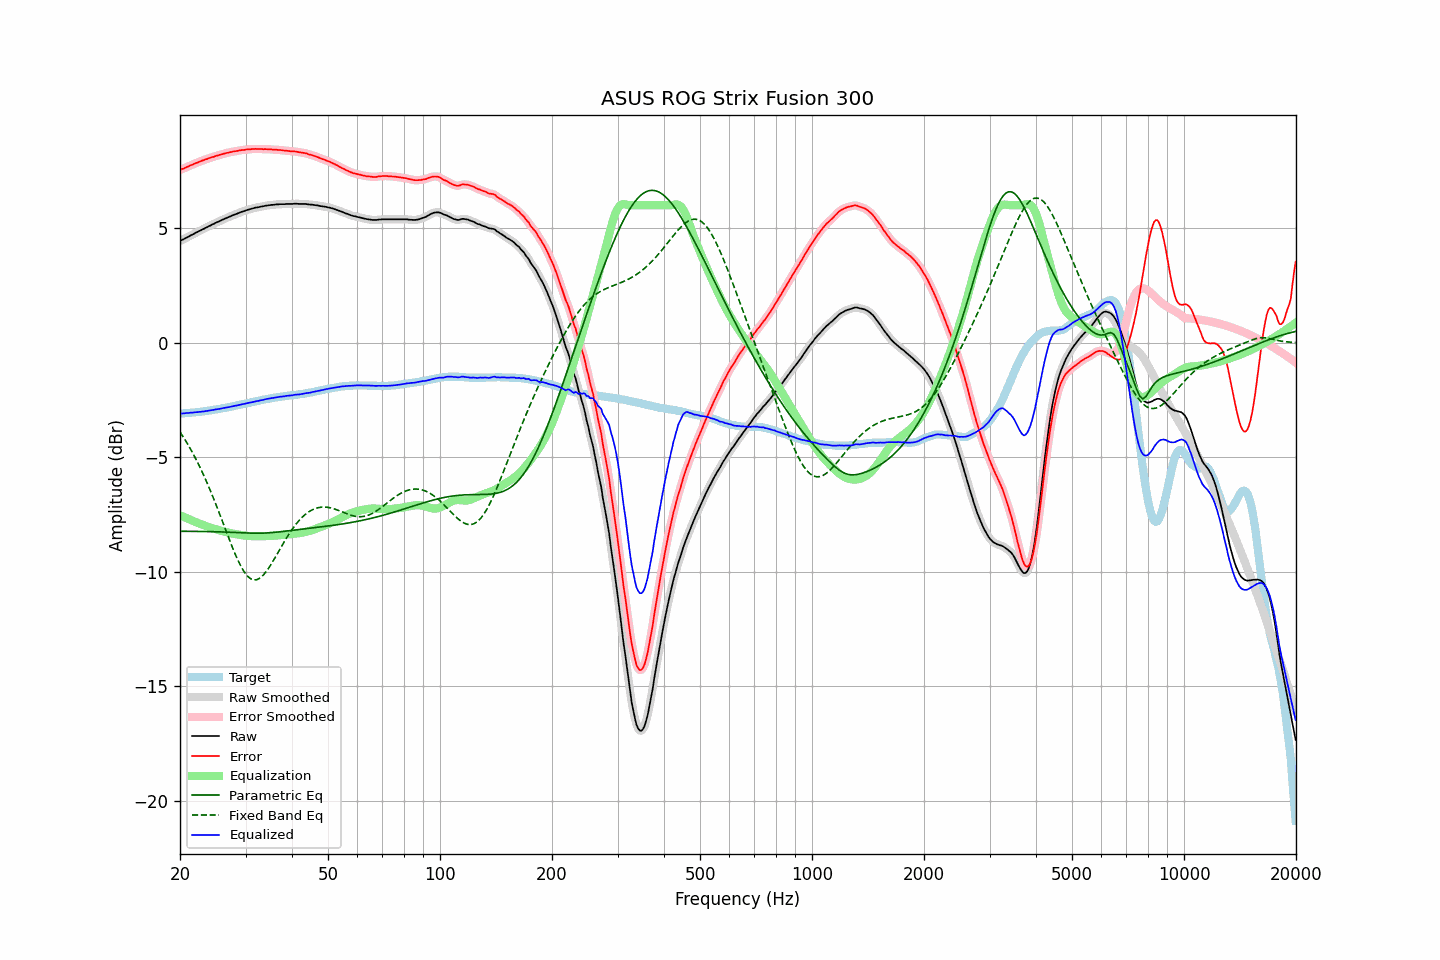 ASUS ROG Strix Fusion 300
Amplitude (dBr)
5
0
−5
−10
−15
−20
Target
Raw Smoothed
Error Smoothed
Raw
Error
Equalization
Parametric Eq
Fixed Band Eq
Equalized
20 50 100 200 500 1000 2000 5000 10000 20000
Frequency (Hz)